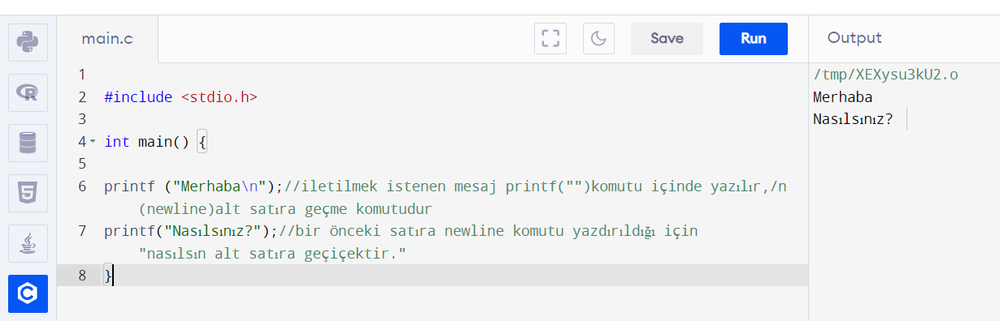 main.c
Save
Run
Output
1
2 #include <stdio.h>
3
4 int main() {
5
6 printf ("Merhaba\n");//iletilmek istenen mesaj printf("")komutu içinde yazılır,/n
(newline)alt satıra geçme komutudur
7 printf("Nasılsınız?");//bir önceki satıra newline komutu yazdırıldığı için
"nasılsın alt satıra geçiçektir."
8 }
/tmp/XEXysu3kU2.o
Merhaba
Nasılsınız?